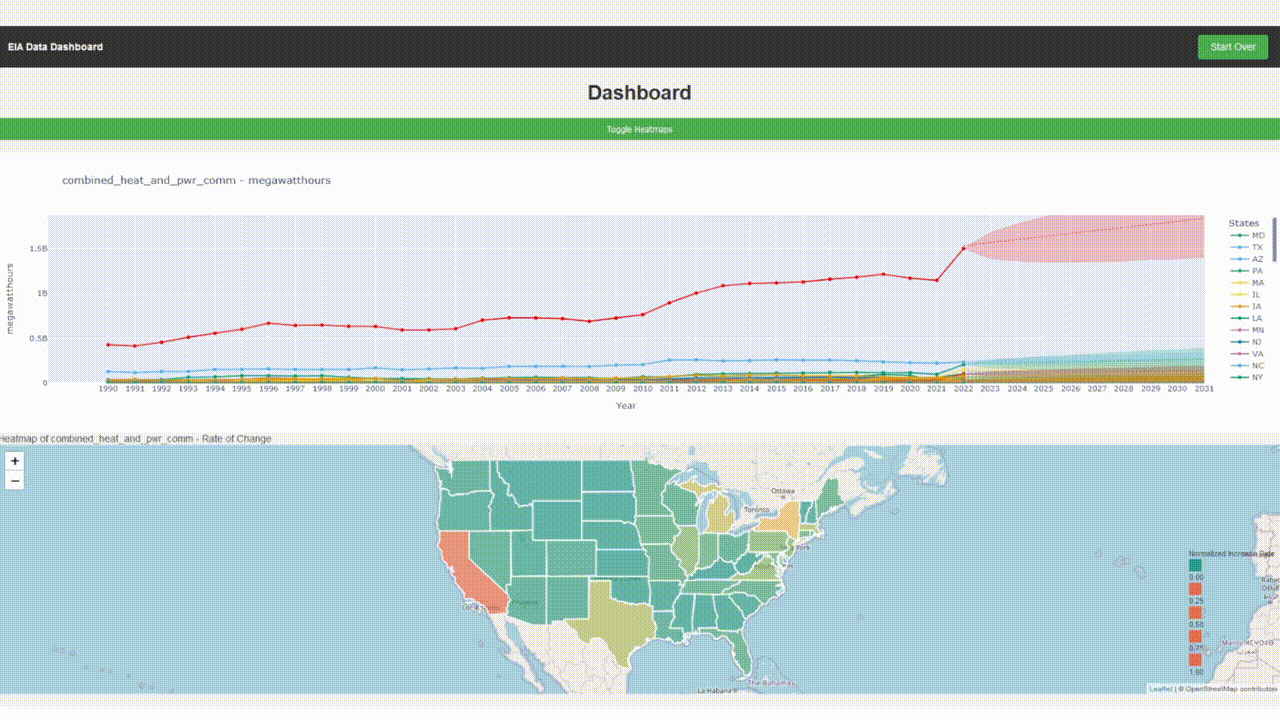 EIA Data Dashboard
Start Over
Dashboard
Toggle Heatmaps
combined_heat_and_pwr_comm - megawatthours
megawatthours
1.5B
1B
0.5B
0
1990 1991 1992 1993 1994 1995 1996 1997 1998 1999 2000 2001 2002 2003 2004 2005 2006 2007 2008 2009 2010 2011 2012 2013 2014 2015 2016 2017 2018 2019 2020 2021 2022 2023 2024 2025 2026 2027 2028 2029 2030 2031
Year
States
MD
TX
AZ
PA
MA
IL
IA
LA
MN
NJ
VA
NC
NY
Heatmap of combined_heat_and_pwr_comm - Rate of Change
+
−
Ottawa
Toronto
York
Los
Phoenix
La Habana
The Bahamas
Normalized Increase Rate
0.00
0.25
0.50
0.75
1.00
Maroc
Leaflet | © OpenStreetMap contributors